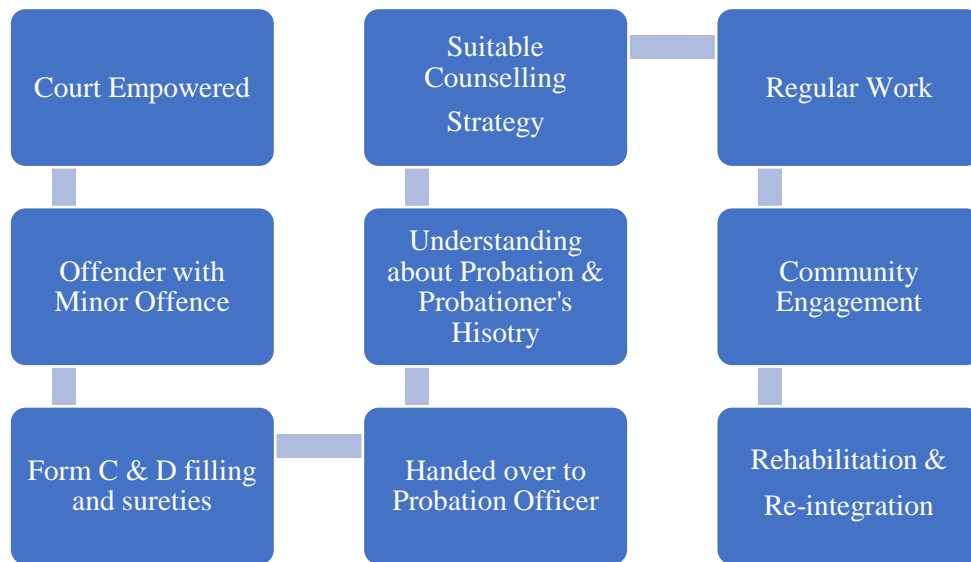 Court Empowered
Offender with
Minor Offence
Form C & D filling
and sureties
Handed over to
Probation Officer
Understanding
about Probation &
Probationer's
Hisotry
Suitable
Counselling
Strategy
Regular Work
Community
Engagement
Rehabilitation &
Re-integration